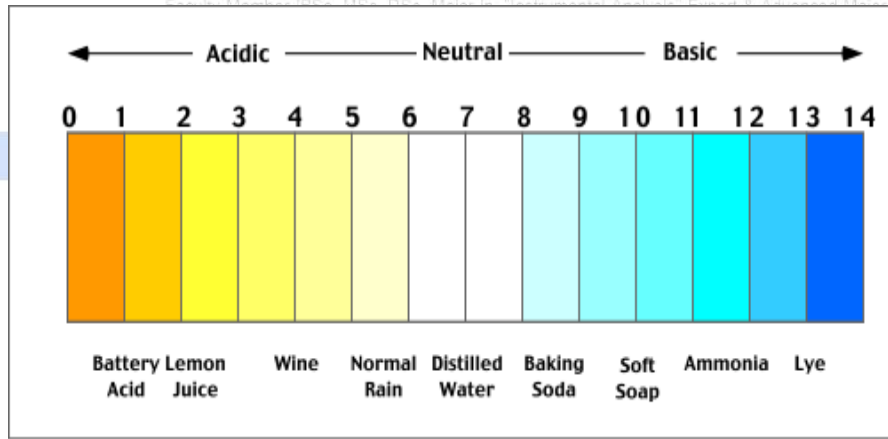 Acidic Neutral Basic
0 1 2 3 4 5 6 7 8 9 10 11 12 13 14
Battery Lemon Wine Normal Distilled Baking Soft Ammonia Lye
Acid Juice Rain Water Soda Soap